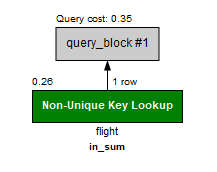 Query cost: 0.35
query_block #1
0.26
1 row
Non-Unique Key Lookup
flight
in_sum